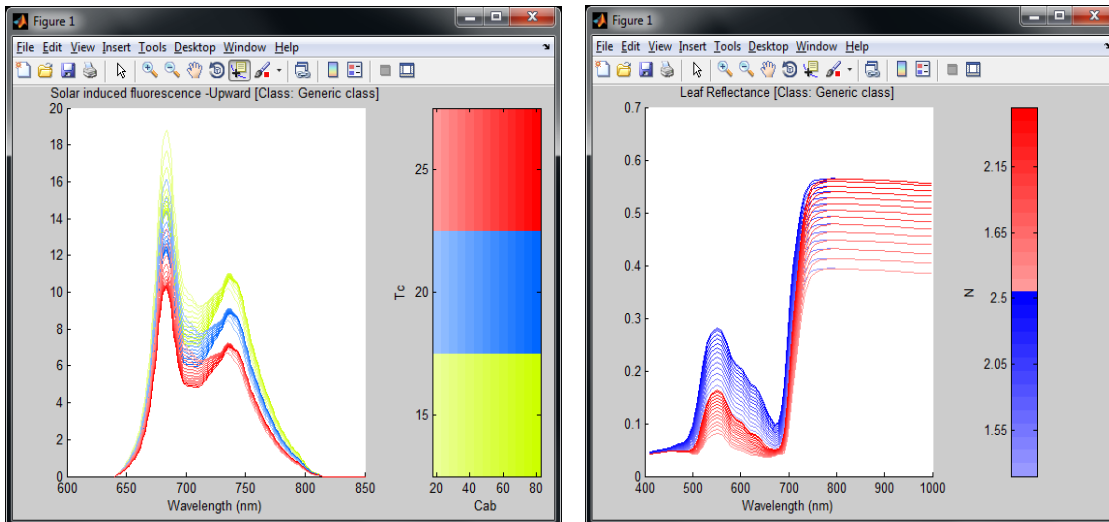 Figure 1
File Edit View Insert Tools Desktop Window Help
Solar induced fluorescence -Upward [Class: Generic class]
20
18
16
14
12
10
8
6
4
2
0
600 650 700 750 800 850
Wavelength (nm)
25
20
15
Tc
20 40 60 80
Cab
Figure 1
File Edit View Insert Tools Desktop Window Help
Leaf Reflectance [Class: Generic class]
0.7
0.6
0.5
0.4
0.3
0.2
0.1
0
400 500 600 700 800 900 1000
Wavelength (nm)
N
2.15
1.65
2.5
2.05
1.55